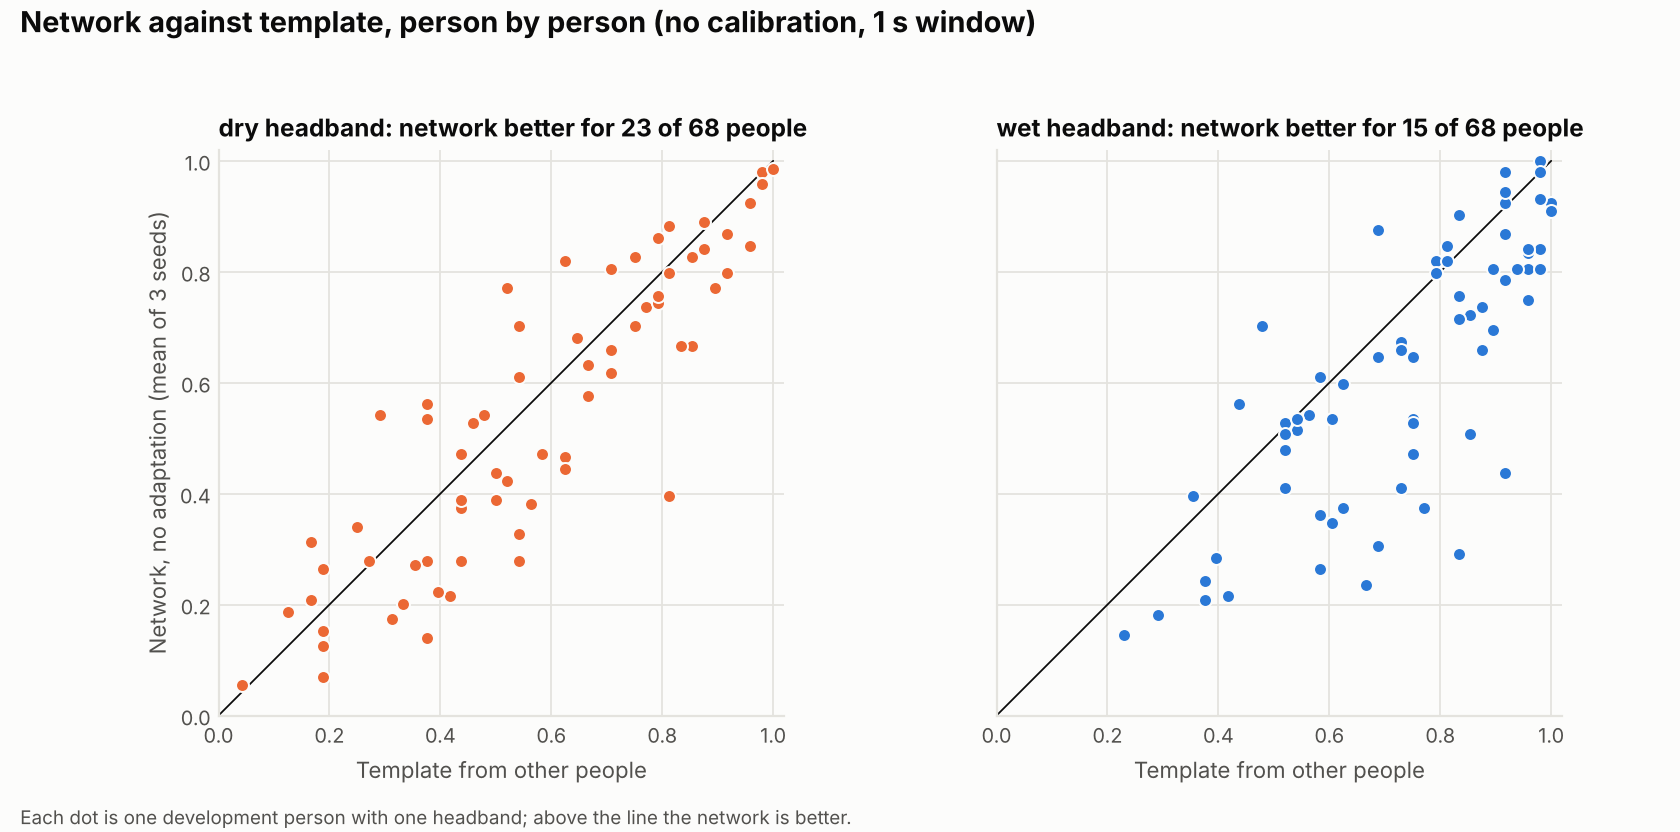 Network against template, person by person (no calibration, 1 s window)
dry headband: network better for 23 of 68 people
wet headband: network better for 15 of 68 people
Network, no adaptation (mean of 3 seeds)
1.0
0.8
0.6
0.4
0.2
0.0
0.0 0.2 0.4 0.6 0.8 1.0
0.0 0.2 0.4 0.6 0.8 1.0
Template from other people
Template from other people
Each dot is one development person with one headband; above the line the network is better.